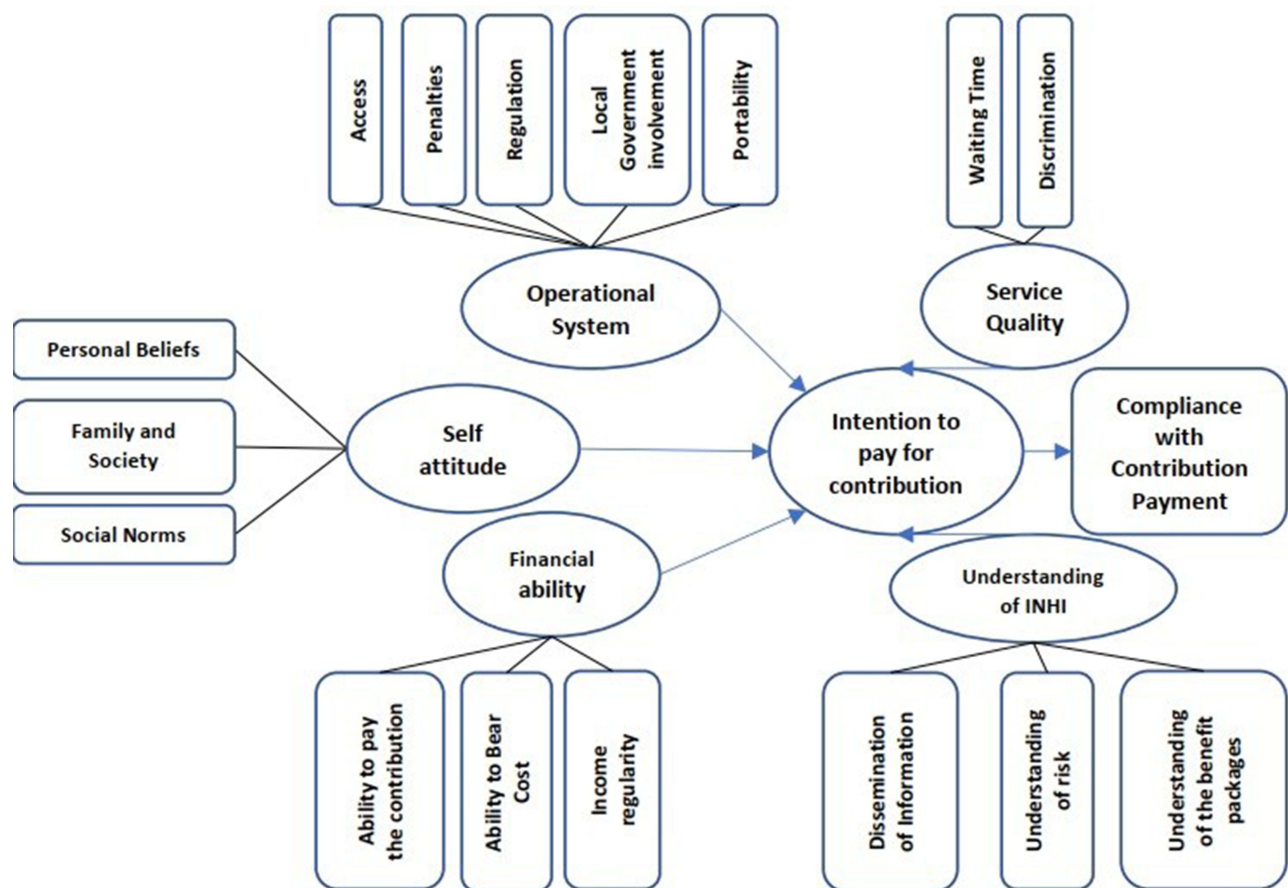 Access
Penalties
Regulation
Local
Government
involvement
Portability
Waiting Time
Discrimination
Operational
System
Service
Quality
Personal Beliefs
Family and
Society
Social Norms
Self
attitude
Intention to
pay for
contribution
Compliance
with
Contribution
Payment
Financial
ability
Understanding
of INHI
Ability to pay
the contribution
Ability to Bear
Cost
Income
regularity
Dissemination
of Information
Understanding
of risk
Understanding
of the benefit
packages